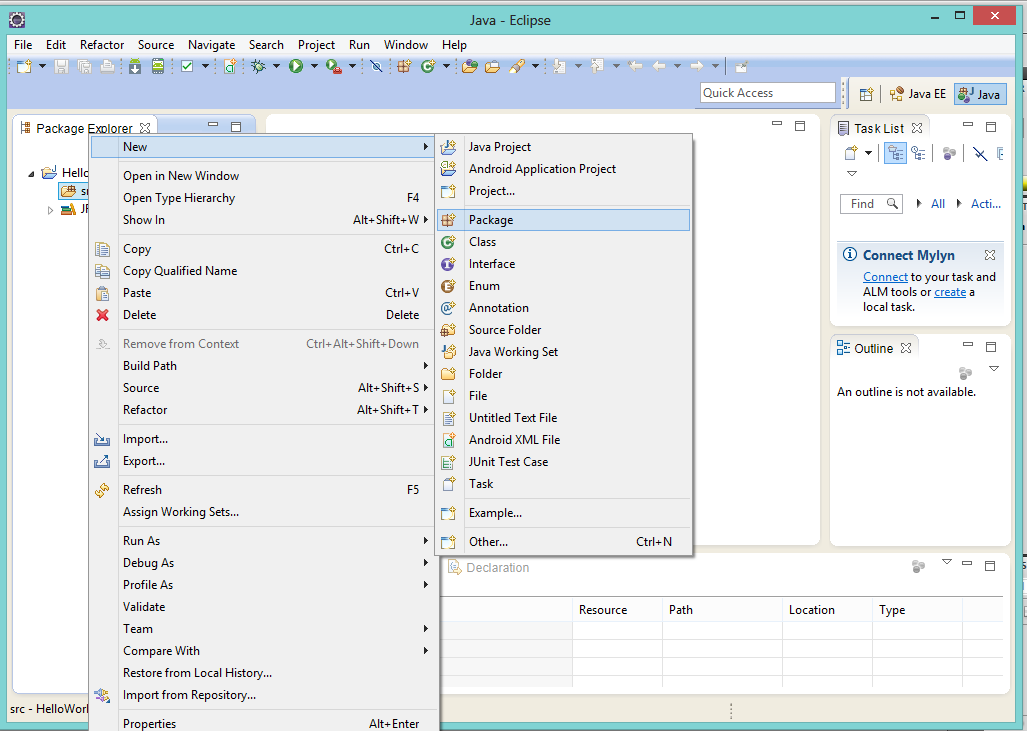 Java - Eclipse
File Edit Refactor Source Navigate Search Project Run Window Help
Quick Access
Java EE
Java
Package Explorer
Hello
New
Open in New Window
Open Type Hierarchy F4
Show In Alt+Shift+W
Copy Ctrl+C
Copy Qualified Name
Paste Ctrl+V
Delete Delete
Remove from Context Ctrl+Alt+Shift+Down
Build Path
Source Alt+Shift+S
Refactor Alt+Shift+T
Import...
Export...
Refresh F5
Assign Working Sets...
Run As
Debug As
Profile As
Validate
Team
Compare With
Restore from Local History...
Import from Repository...
Properties Alt+Enter
Java Project
Android Application Project
Project...
Package
Class
Interface
Enum
Annotation
Source Folder
Java Working Set
Folder
File
Untitled Text File
Android XML File
JUnit Test Case
Task
Example...
Other... Ctrl+N
Task List
Find All Acti...
Connect Mylyn
Connect to your task and
ALM tools or create a
local task.
Outline
An outline is not available.
Declaration
Resource Path Location Type
src - HelloWorl